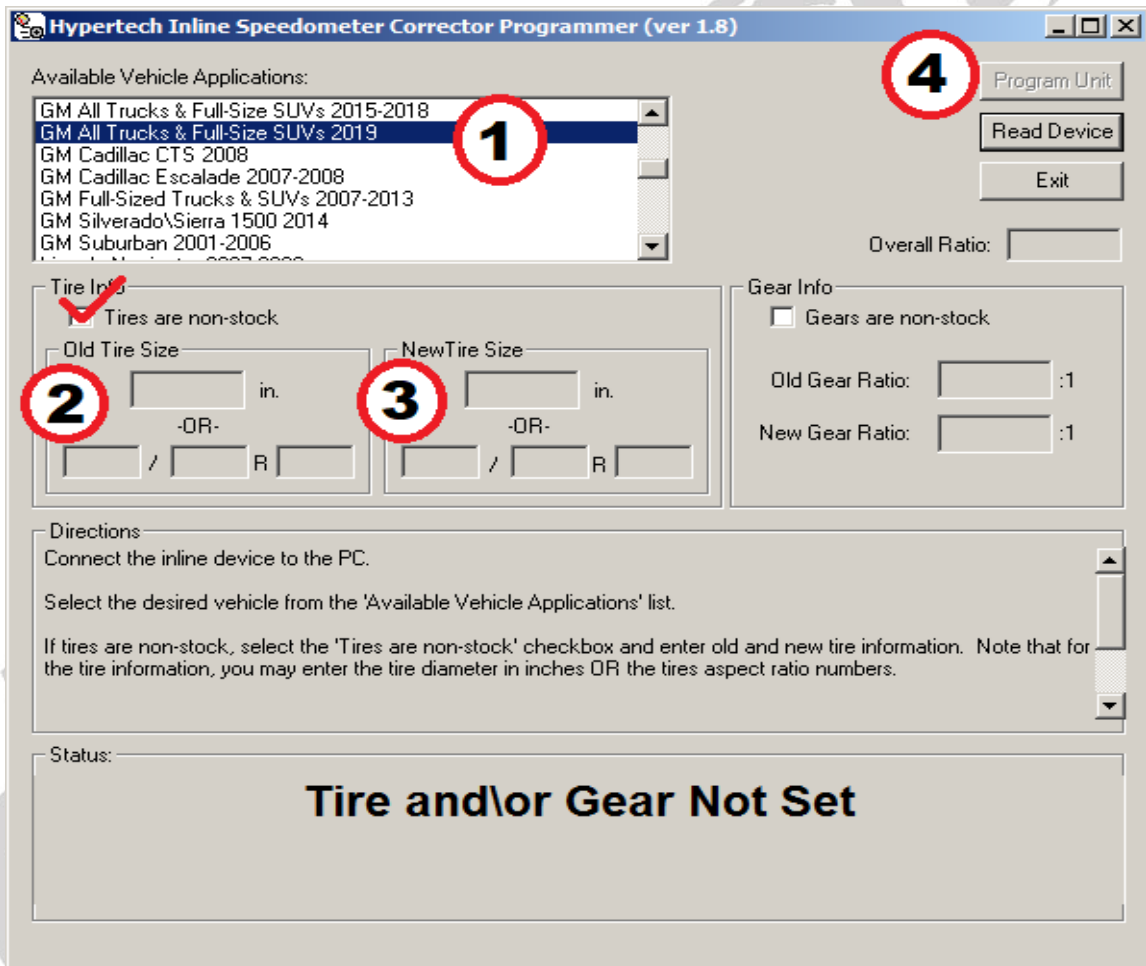 Hypertech Inline Speedometer Corrector Programmer (ver 1.8)
Available Vehicle Applications:
GM All Trucks & Full-Size SUVs 2015-2018
GM All Trucks & Full-Size SUVs 2019
GM Cadillac CTS 2008
GM Cadillac Escalade 2007-2008
GM Full-Sized Trucks & SUVs 2007-2013
GM Silverado\Sierra 1500 2014
GM Suburban 2001-2006
1
4
Program Unit
Read Device
Exit
Overall Ratio:
Tire Info
Tires are non-stock
Old Tire Size
2
in.
-OR-
/ R
NewTire Size
3
in.
-OR-
/ R
Gear Info
Gears are non-stock
Old Gear Ratio: :1
New Gear Ratio: :1
Directions
Connect the inline device to the PC.
Select the desired vehicle from the 'Available Vehicle Applications' list.
If tires are non-stock, select the 'Tires are non-stock' checkbox and enter old and new tire information.  Note that for
the tire information, you may enter the tire diameter in inches OR the tires aspect ratio numbers.
Status:
Tire and\or Gear Not Set